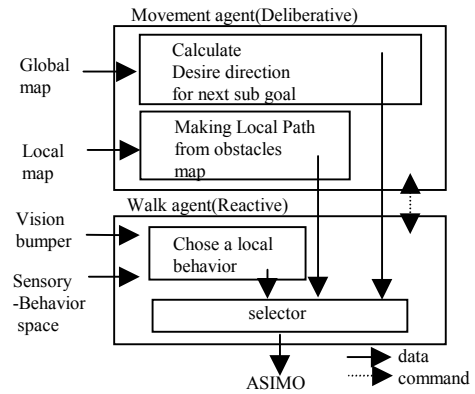 Movement agent(Deliberative)
Calculate
Desire direction
for next sub goal
Global
map
Making Local Path
from obstacles
map
Local
map
Walk agent(Reactive)
Vision
bumper
Chose a local
behavior
Sensory
-Behavior
space
selector
data
command
ASIMO